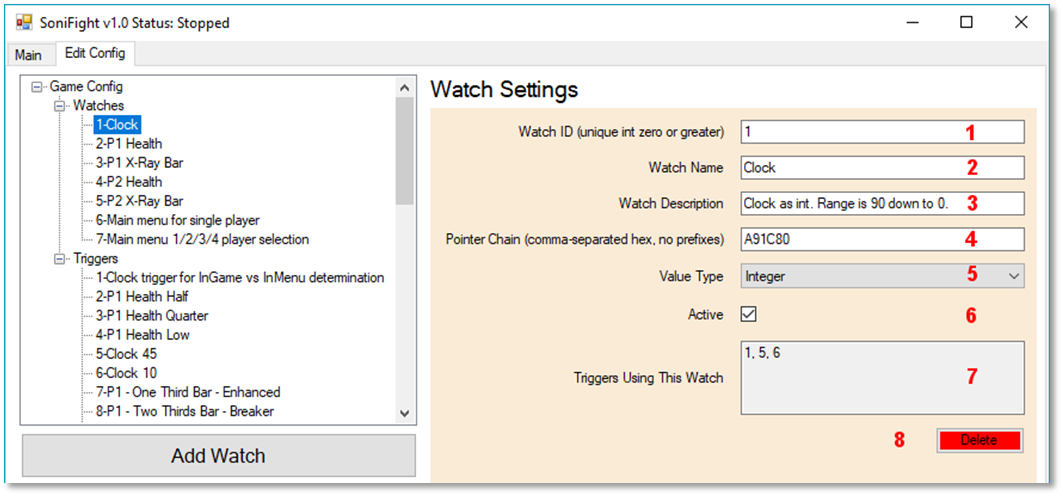 SoniFight v1.0 Status: Stopped
Main
Edit Config
Game Config
Watches
1-Clock
2-P1 Health
3-P1 X-Ray Bar
4-P2 Health
5-P2 X-Ray Bar
6-Main menu for single player
7-Main menu 1/2/3/4 player selection
Triggers
1-Clock trigger for InGame vs InMenu determination
2-P1 Health Half
3-P1 Health Quarter
4-P1 Health Low
5-Clock 45
6-Clock 10
7-P1 - One Third Bar - Enhanced
8-P1 - Two Thirds Bar - Breaker
Add Watch
Watch Settings
Watch ID (unique int zero or greater) 1 1
Watch Name Clock 2
Watch Description Clock as int. Range is 90 down to 0. 3
Pointer Chain (comma-separated hex, no prefixes) A91C80 4
Value Type Integer 5
Active 6
Triggers Using This Watch 1, 5, 6 7
8 Delete